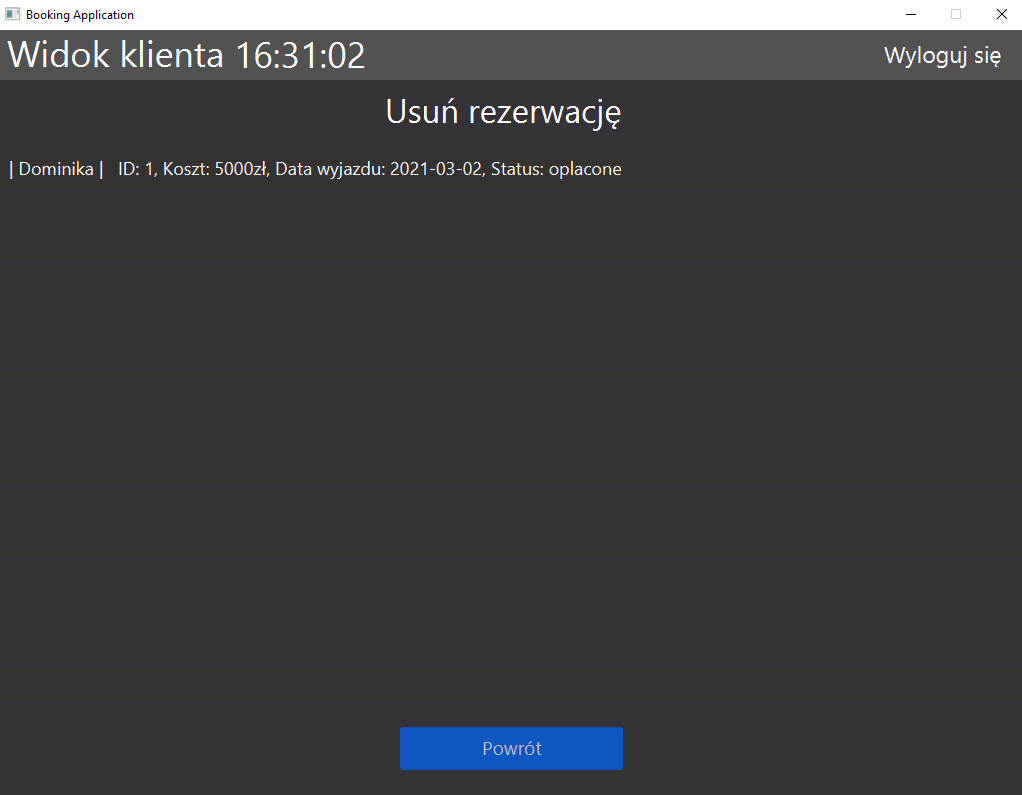 Booking Application
Widok klienta 16:31:02
Wyloguj się
Usuń rezerwację
| Dominika | ID: 1, Koszt: 5000zł, Data wyjazdu: 2021-03-02, Status: oplacone
Powrót